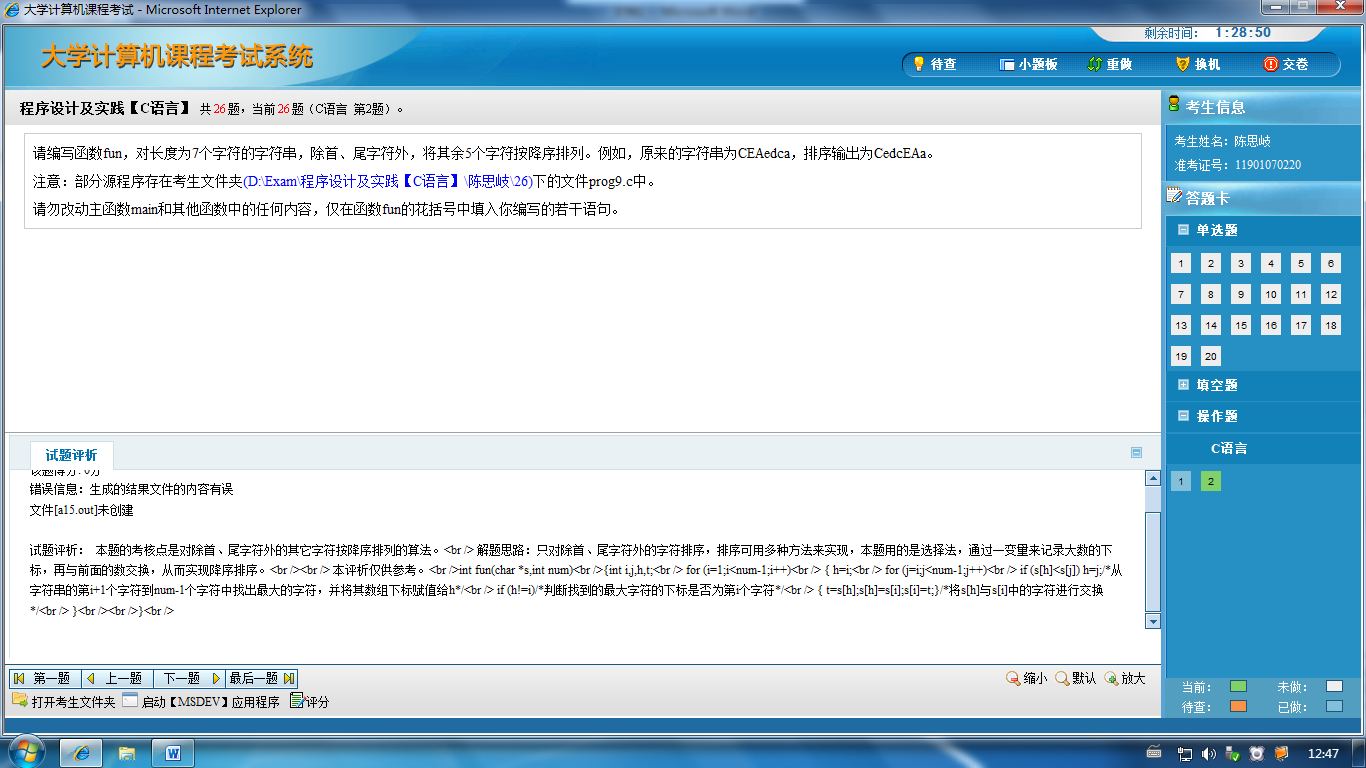 大学计算机课程考试 - Microsoft Internet Explorer
剩余时间： 1:28:50
大学计算机课程考试系统
待查 小题板 重做 换机 交卷
程序设计及实践【C语言】 共26题，当前26题（C语言 第2题）。
考生信息
考生姓名：陈思岐
准考证号：11901070220
请编写函数fun，对长度为7个字符的字符串，除首、尾字符外，将其余5个字符按降序排列。例如，原来的字符串为CEAedca，排序输出为CedcEAa。
注意：部分源程序存在考生文件夹(D:\Exam\程序设计及实践【C语言】\陈思岐\26)下的文件prog9.c中。
请勿改动主函数main和其他函数中的任何内容，仅在函数fun的花括号中填入你编写的若干语句。
答题卡
单选题
1 2 3 4 5 6
7 8 9 10 11 12
13 14 15 16 17 18
19 20
填空题
操作题
C语言
1 2
试题评析
该题得分: 0分
错误信息：生成的结果文件的内容有误
文件[a15.out]未创建
试题评析： 本题的考核点是对除首、尾字符外的其它字符按降序排列的算法。<br /> 解题思路：只对除首、尾字符外的字符排序，排序可用多种方法来实现，本题用的是选择法，通过一变量来记录大数的下
标，再与前面的数交换，从而实现降序排序。<br /><br /> 本评析仅供参考。<br />int fun(char *s,int num)<br />{int i,j,h,t;<br /> for (i=1;i<num-1;i++)<br /> { h=i;<br /> for (j=i;j<num-1;j++)<br /> if (s[h]<s[j]) h=j;/*从
字符串的第i+1个字符到num-1个字符中找出最大的字符，并将其数组下标赋值给h*/<br /> if (h!=i)/*判断找到的最大字符的下标是否为第i个字符*/<br /> { t=s[h];s[h]=s[i];s[i]=t;}/*将s[h]与s[i]中的字符进行交换
*/<br /> }<br /><br />}<br />
第一题 上一题 下一题 最后一题
缩小 默认 放大
打开考生文件夹 启动【MSDEV】应用程序 评分
当前： 未做：
待查： 已做：
12:47